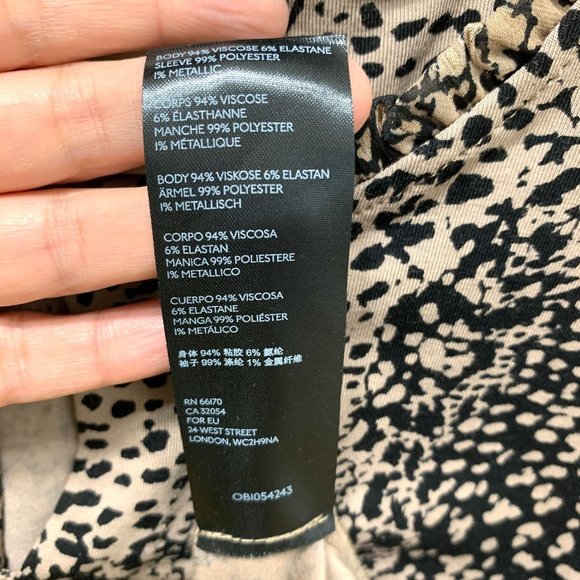 BODY 94% VISCOSE 6% ELASTANE
SLEEVE 99% POLYESTER
1% METALLIC
CORPS 94% VISCOSE
6% ÉLASTHANNE
MANCHE 99% POLYESTER
1% MÉTALLIQUE
BODY 94% VISKOSE 6% ELASTAN
ÄRMEL 99% POLYESTER
1% METALLISCH
CORPO 94% VISCOSA
6% ELASTAN
MANICA 99% POLIESTERE
1% METALLICO
CUERPO 94% VISCOSA
6% ELASTANE
MANGA 99% POLIÉSTER
1% METÁLICO
身体 94% 粘胶 6% 氨纶
袖子 99% 涤纶 1% 金属纤维
RN 66170
CA 32054
FOR EU
24 WEST STREET
LONDON, WC2H9NA
OBI054243